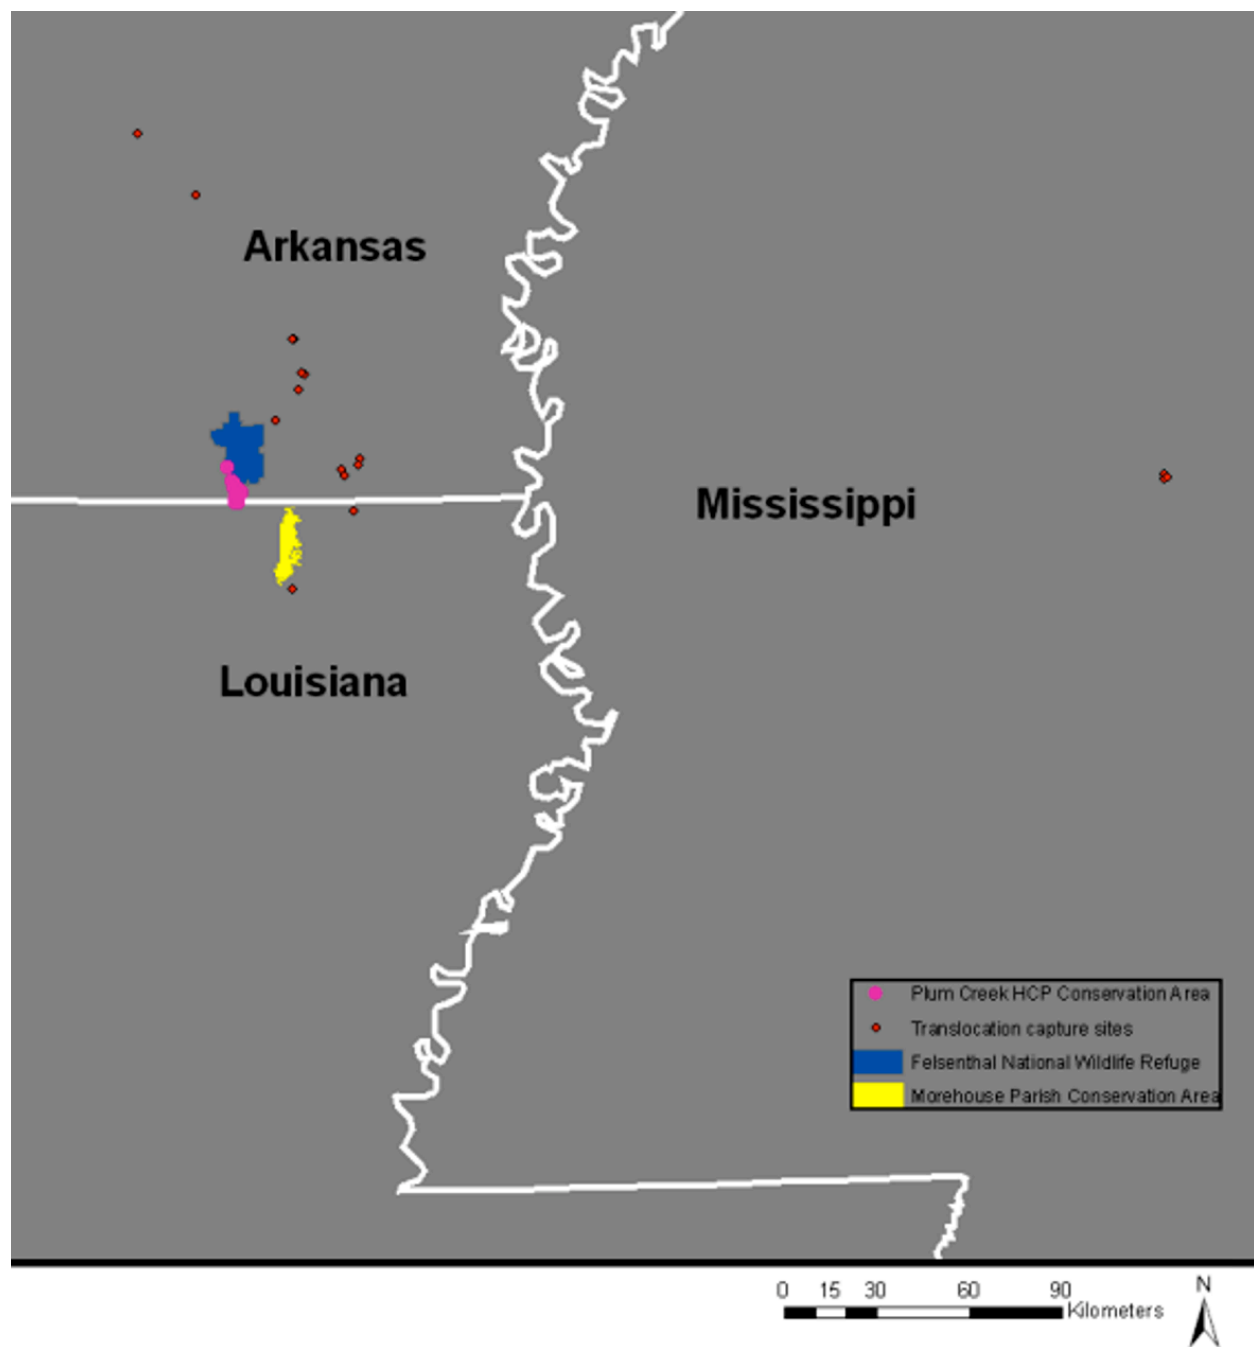 Arkansas
Mississippi
Louisiana
Plum Creek HCP Conservation Area
Translocation capture sites
Felsenthal National Wildlife Refuge
Morehouse Parish Conservation Area
0 15 30 60 90
Kilometers
N